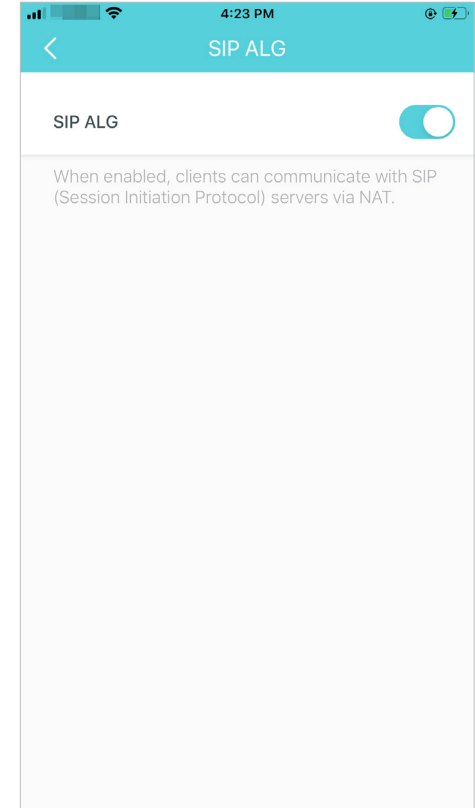 4:23 PM
SIP ALG
SIP ALG
When enabled, clients can communicate with SIP
(Session Initiation Protocol) servers via NAT.